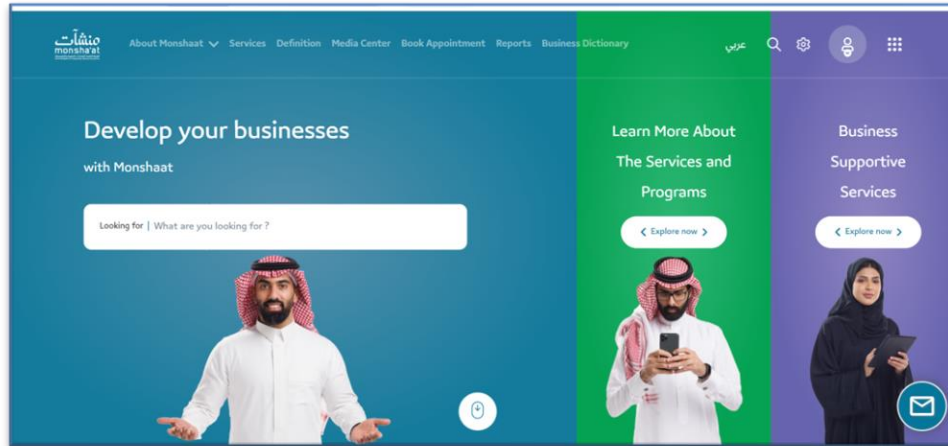 منشآت
monsha'at
About Monshaat Services Definition Media Center Book Appointment Reports Business Dictionary
عربي
Develop your businesses
with Monshaat
Looking for | What are you looking for ?
Learn More About
The Services and
Programs
Explore now
Business
Supportive
Services
Explore now